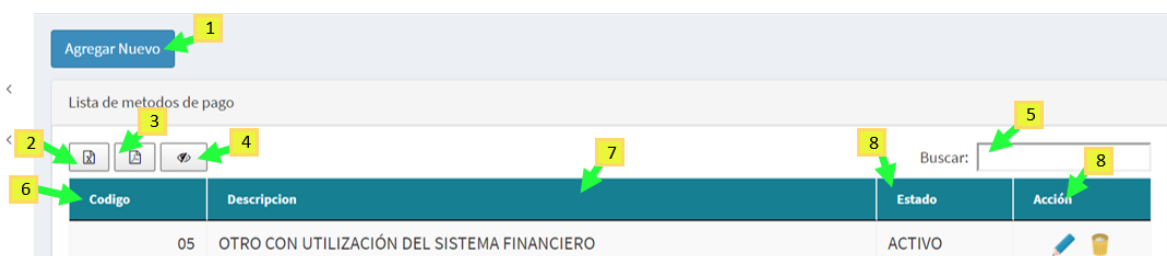 1
Agregar Nuevo
Lista de metodos de pago
3
2
4
5
7
8
Buscar:
8
6
Codigo
Descripcion
Estado
Acción
05
OTRO CON UTILIZACIÓN DEL SISTEMA FINANCIERO
ACTIVO